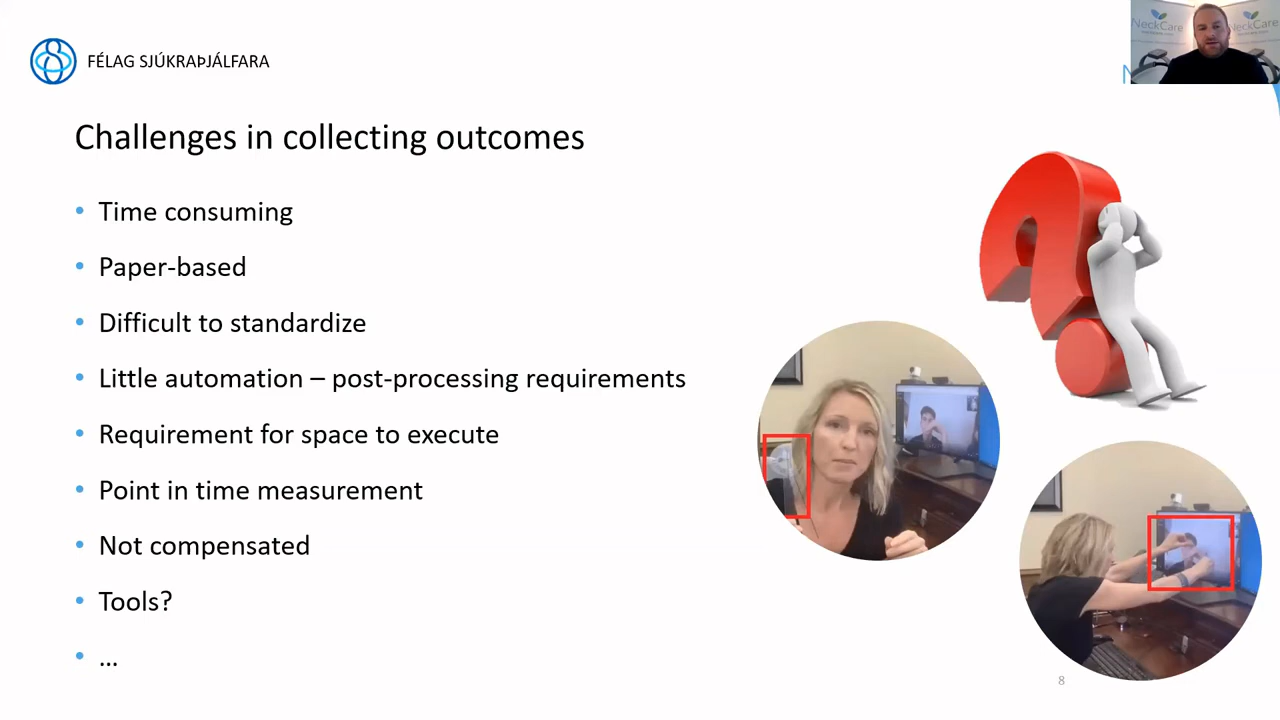 FÉLAG SJÚKRAÞJÁLFARA
NeckCare
Challenges in collecting outcomes
• Time consuming
• Paper-based
• Difficult to standardize
• Little automation – post-processing requirements
• Requirement for space to execute
• Point in time measurement
• Not compensated
• Tools?
• ...
8